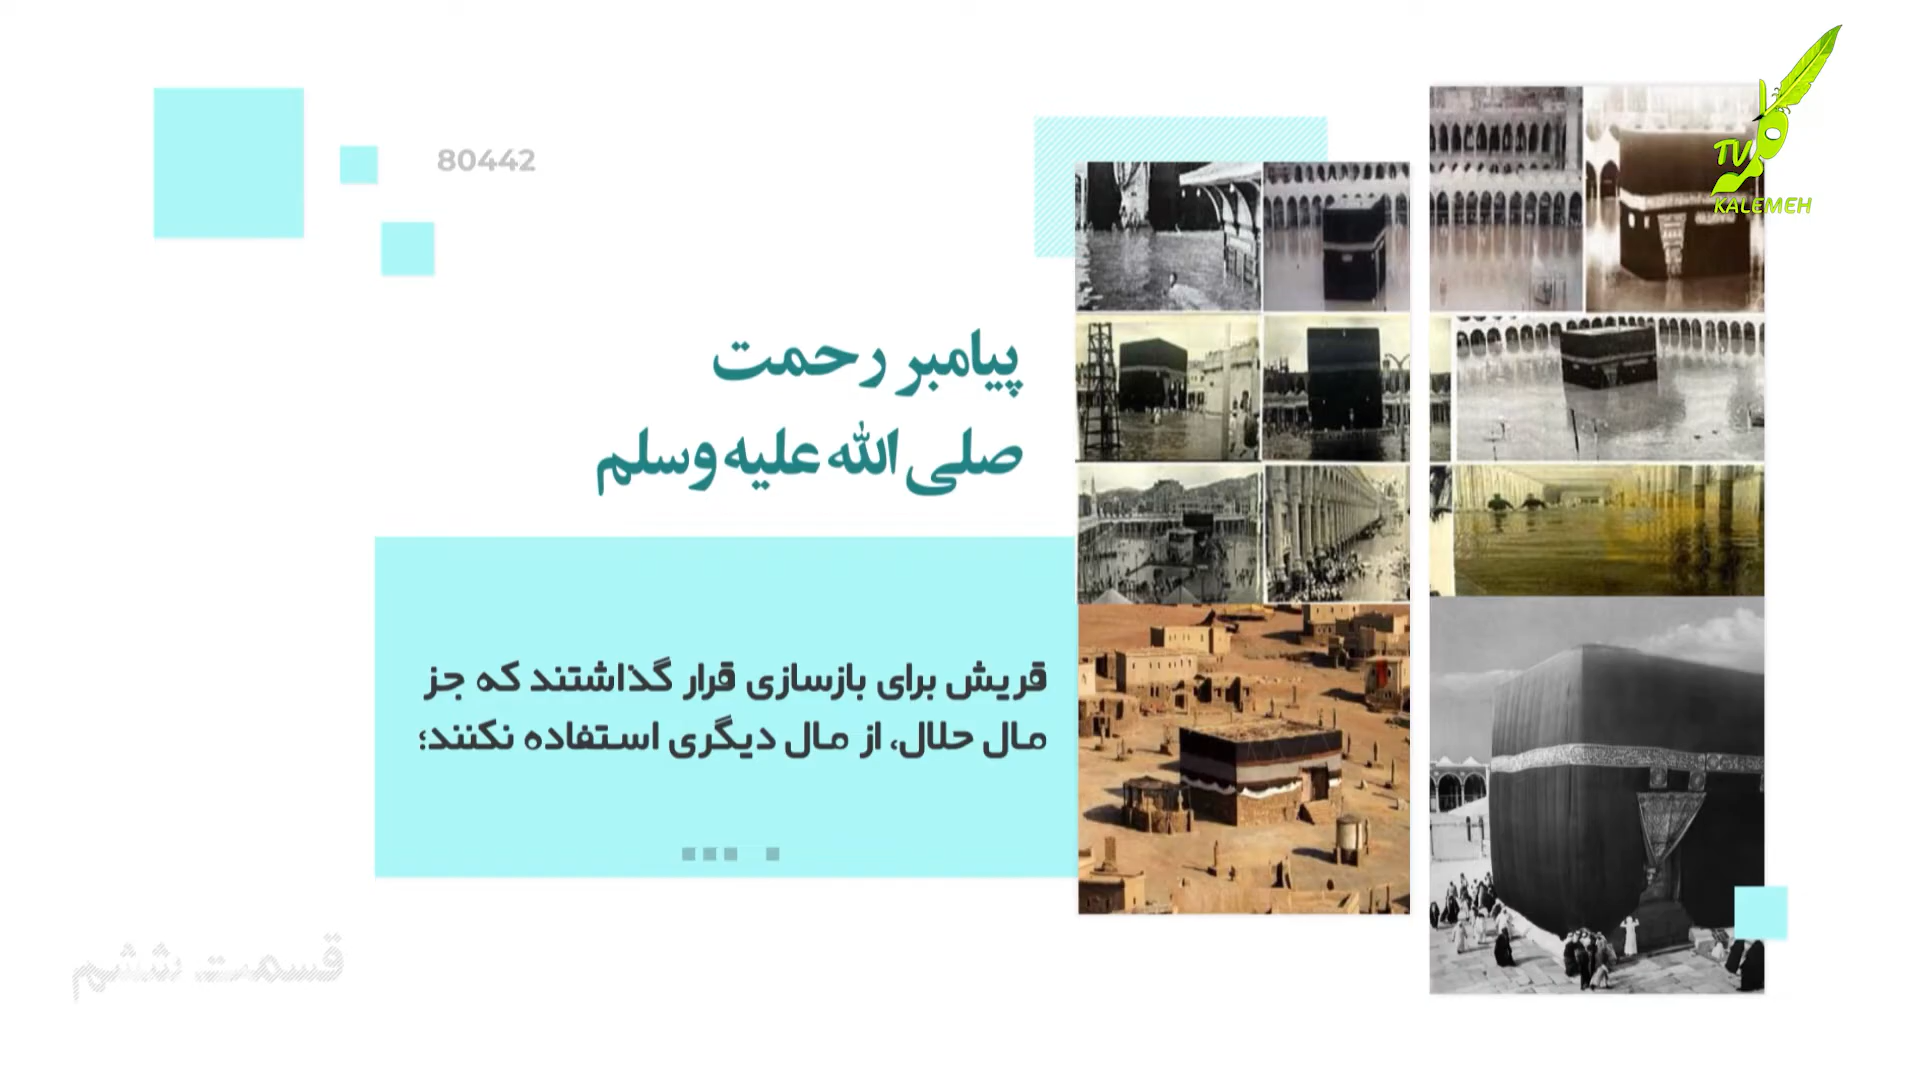 80442
TV
KALEMEH
پیامبر رحمت
صلی الله علیه وسلم
قریش برای بازسازی قرار گذاشتند که جز
مال حلال، از مال دیگری استفاده نکنند؛
قسمت ششم